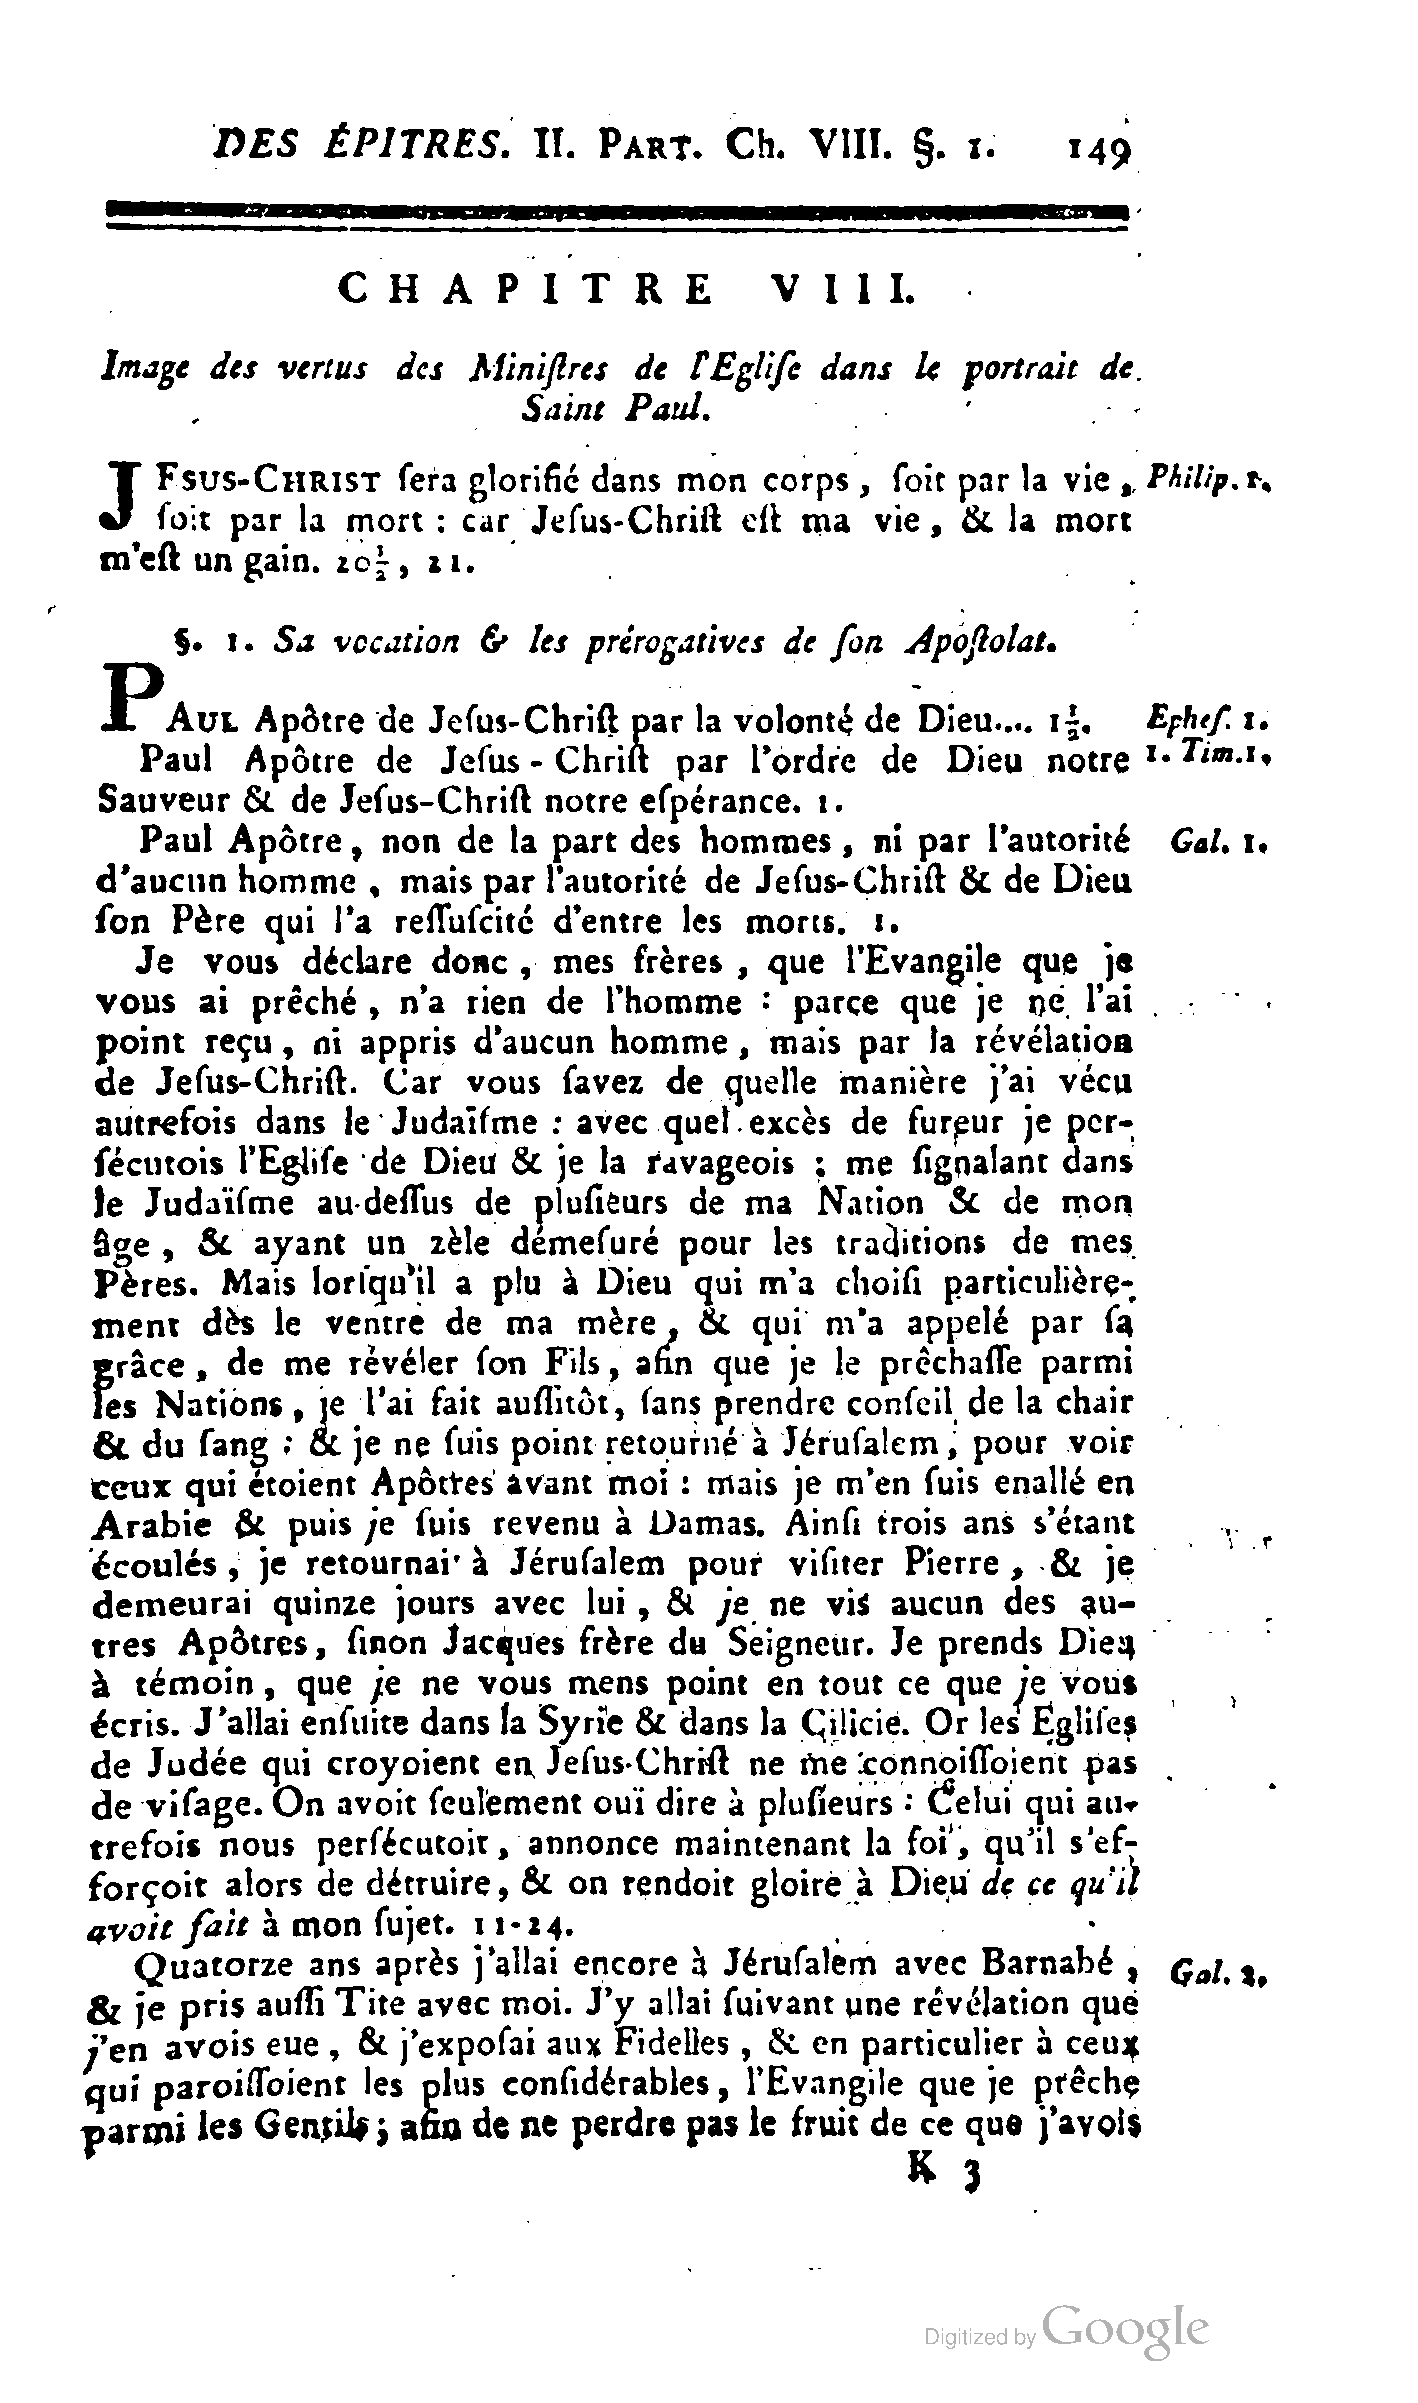 DES ÉPITRES. II. PART. Ch. VIII. §. 1. 149
CHAPITRE VIII.
Image des vertus des Miniſtres de l'Egliſe dans le portrait de
Saint Paul.
JESUS-CHRIST ſera glorifié dans mon corps, ſoit par la vie, Philip. 1.
ſoit par la mort : car Jeſus-Chriſt eſt ma vie, & la mort
m'eſt un gain. 20½, 21.
§. 1. Sa vocation & les prérogatives de ſon Apoſtolat.
PAUL Apôtre de Jeſus-Chriſt par la volonté de Dieu.... 1½. Epheſ. 1.
Paul Apôtre de Jeſus-Chriſt par l'ordre de Dieu notre 1. Tim. 1.
Sauveur & de Jeſus-Chriſt notre eſpérance. 1.
Paul Apôtre, non de la part des hommes, ni par l'autorité Gal. 1.
d'aucun homme, mais par l'autorité de Jeſus-Chriſt & de Dieu
ſon Père qui l'a reſſuſcité d'entre les morts. 1.
Je vous déclare donc, mes frères, que l'Evangile que je
vous ai prêché, n'a rien de l'homme : parce que je ne l'ai
point reçu, ni appris d'aucun homme, mais par la révélation
de Jeſus-Chriſt. Car vous ſavez de quelle manière j'ai vécu
autrefois dans le Judaïſme : avec quel excès de fureur je per-
ſécutois l'Egliſe de Dieu & je la ravageois ; me ſignalant dans
le Judaïſme au-deſſus de pluſieurs de ma Nation & de mon
âge, & ayant un zèle démeſuré pour les traditions de mes
Pères. Mais lorſqu'il a plu à Dieu qui m'a choiſi particulière-
ment dès le ventre de ma mère, & qui m'a appelé par ſa
grâce, de me révéler ſon Fils, afin que je le prêchaſſe parmi
les Nations, je l'ai fait auſſitôt, ſans prendre conſeil de la chair
& du ſang ; & je ne ſuis point retourné à Jéruſalem, pour voir
ceux qui étoient Apôtres avant moi : mais je m'en ſuis enallé en
Arabie & puis je ſuis revenu à Damas. Ainſi trois ans s'étant
écoulés, je retournai à Jéruſalem pour viſiter Pierre, & je
demeurai quinze jours avec lui, & je ne vis aucun des au-
tres Apôtres, ſinon Jacques frère du Seigneur. Je prends Dieu
à témoin, que je ne vous mens point en tout ce que je vous
écris. J'allai enſuite dans la Syrie & dans la Cilicie. Or les Egliſes
de Judée qui croyoient en Jeſus-Chriſt ne me connoiſſoient pas
de viſage. On avoit ſeulement ouï dire à pluſieurs : Celui qui au-
trefois nous perſécutoit, annonce maintenant la foi, qu'il s'ef-
forçoit alors de détruire, & on rendoit gloire à Dieu de ce qu'il
avoit fait à mon ſujet. 11-24.
Quatorze ans après j'allai encore à Jéruſalem avec Barnabé, Gal. 2.
& je pris auſſi Tite avec moi. J'y allai ſuivant une révélation que
j'en avois eue, & j'expoſai aux Fidelles, & en particulier à ceux
qui paroiſſoient les plus conſidérables, l'Evangile que je prêche
parmi les Gentils ; afin de ne perdre pas le fruit de ce que j'avois
K 3
Digitized by Google